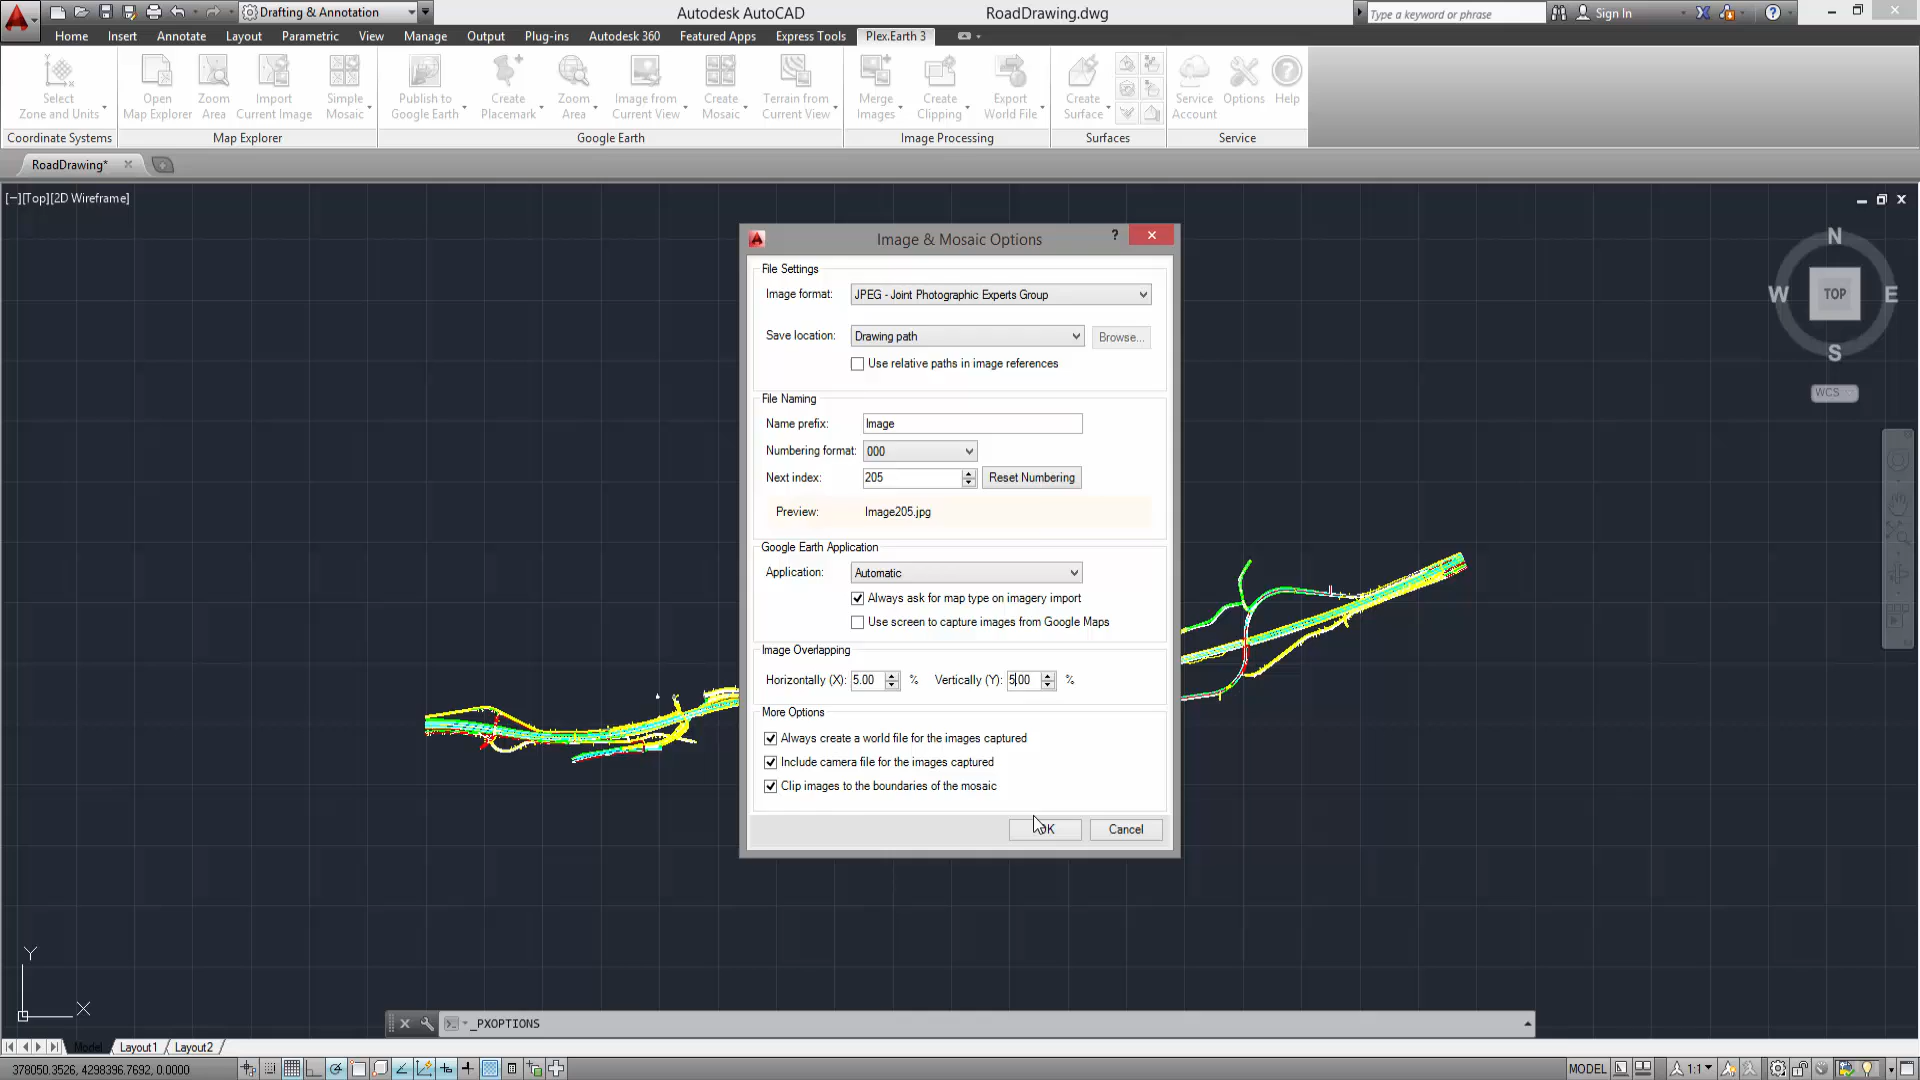 Drafting & Annotation
Autodesk AutoCAD RoadDrawing.dwg
Type a keyword or phrase
Sign In
Home Insert Annotate Layout Parametric View Manage Output Plug-ins Autodesk 360 Featured Apps Express Tools Plex.Earth 3
Select Zone and Units
Open Map Explorer
Zoom Area
Import Current Image
Simple Mosaic
Publish to Google Earth
Create Placemark
Zoom Area
Image from Current View
Create Mosaic
Terrain from Current View
Merge Images
Create Clipping
Export World File
Create Surface
Service Account
Options
Help
Coordinate Systems Map Explorer Google Earth Image Processing Surfaces Service
RoadDrawing*
[−][Top][2D Wireframe]
N
W TOP E
S
WCS
Image & Mosaic Options
File Settings
Image format: JPEG - Joint Photographic Experts Group
Save location: Drawing path Browse...
Use relative paths in image references
File Naming
Name prefix: Image
Numbering format: 000
Next index: 205 Reset Numbering
Preview: Image205.jpg
Google Earth Application
Application: Automatic
Always ask for map type on imagery import
Use screen to capture images from Google Maps
Image Overlapping
Horizontally (X): 5.00 % Vertically (Y): 5.00 %
More Options
Always create a world file for the images captured
Include camera file for the images captured
Clip images to the boundaries of the mosaic
OK Cancel
Y
X
_PXOPTIONS
Model Layout1 Layout2
378050.3526, 4298396.7692, 0.0000
MODEL
1:1